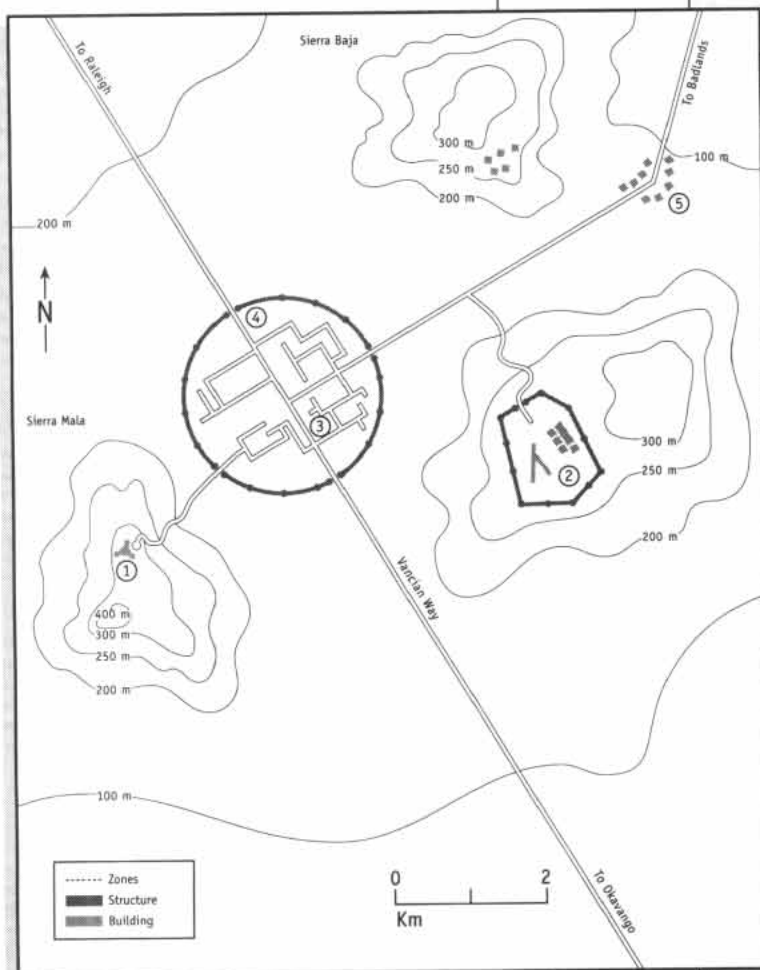 Sierra Baja
To Raleigh
To Badlands
300 m
250 m
200 m
100 m
200 m
5
N
4
Sierra Mala
3
300 m
2
250 m
200 m
1
Vancian Way
400 m
300 m
250 m
200 m
100 m
To Okavango
Zones
Structure
Building
0 2
Km